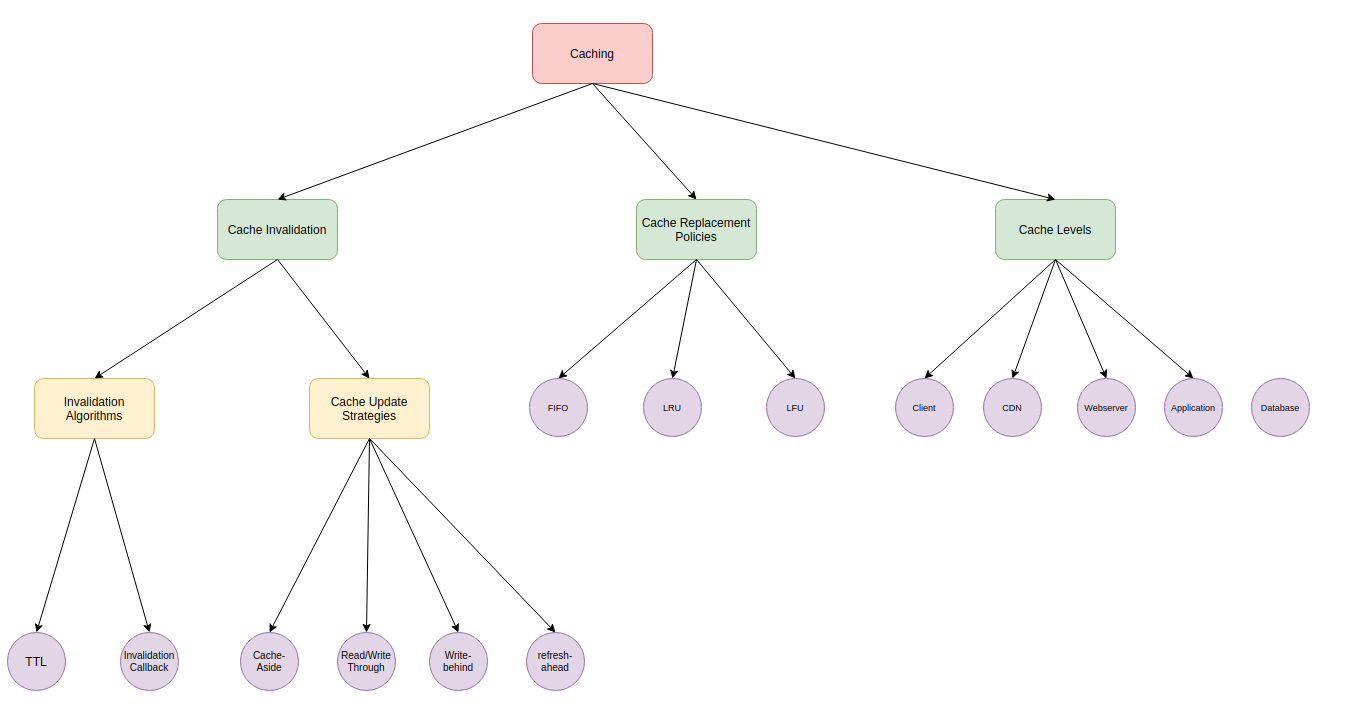 Caching
Cache Invalidation
Cache Replacement
Policies
Cache Levels
Invalidation
Algorithms
Cache Update
Strategies
FIFO
LRU
LFU
Client
CDN
Webserver
Application
Database
TTL
Invalidation
Callback
Cache-
Aside
Read/Write
Through
Write-
behind
refresh-
ahead